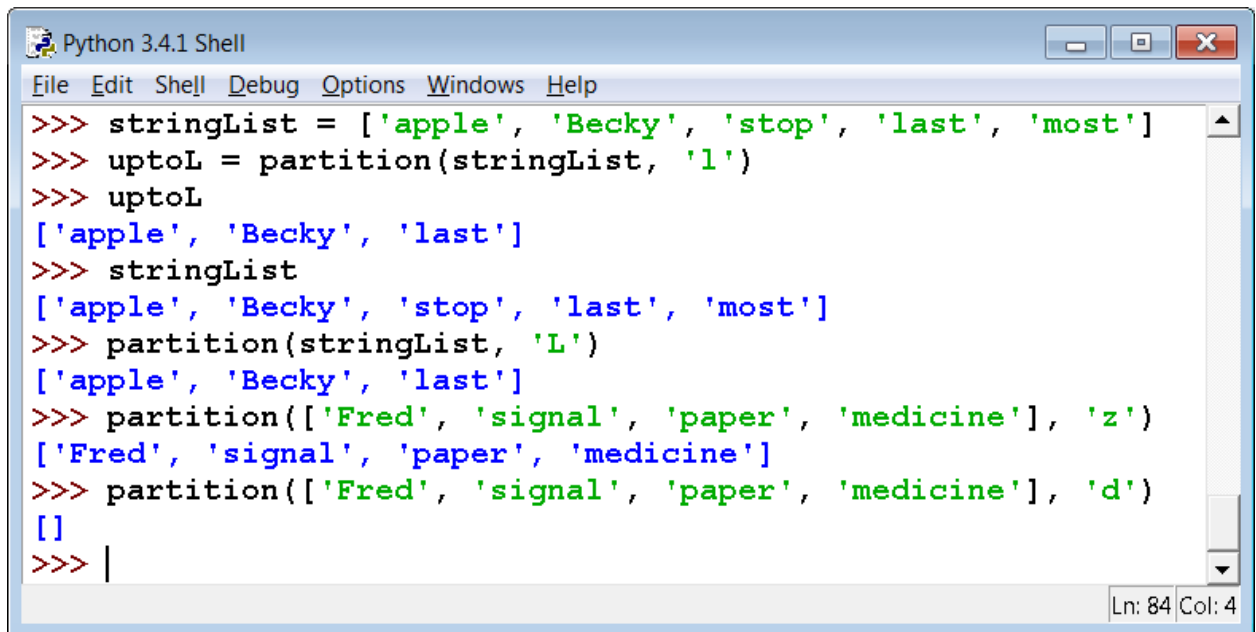 Python 3.4.1 Shell
File Edit Shell Debug Options Windows Help
>>> stringList = ['apple', 'Becky', 'stop', 'last', 'most']
>>> uptoL = partition(stringList, 'l')
>>> uptoL
['apple', 'Becky', 'last']
>>> stringList
['apple', 'Becky', 'stop', 'last', 'most']
>>> partition(stringList, 'L')
['apple', 'Becky', 'last']
>>> partition(['Fred', 'signal', 'paper', 'medicine'], 'z')
['Fred', 'signal', 'paper', 'medicine']
>>> partition(['Fred', 'signal', 'paper', 'medicine'], 'd')
[]
>>>
Ln: 84 Col: 4